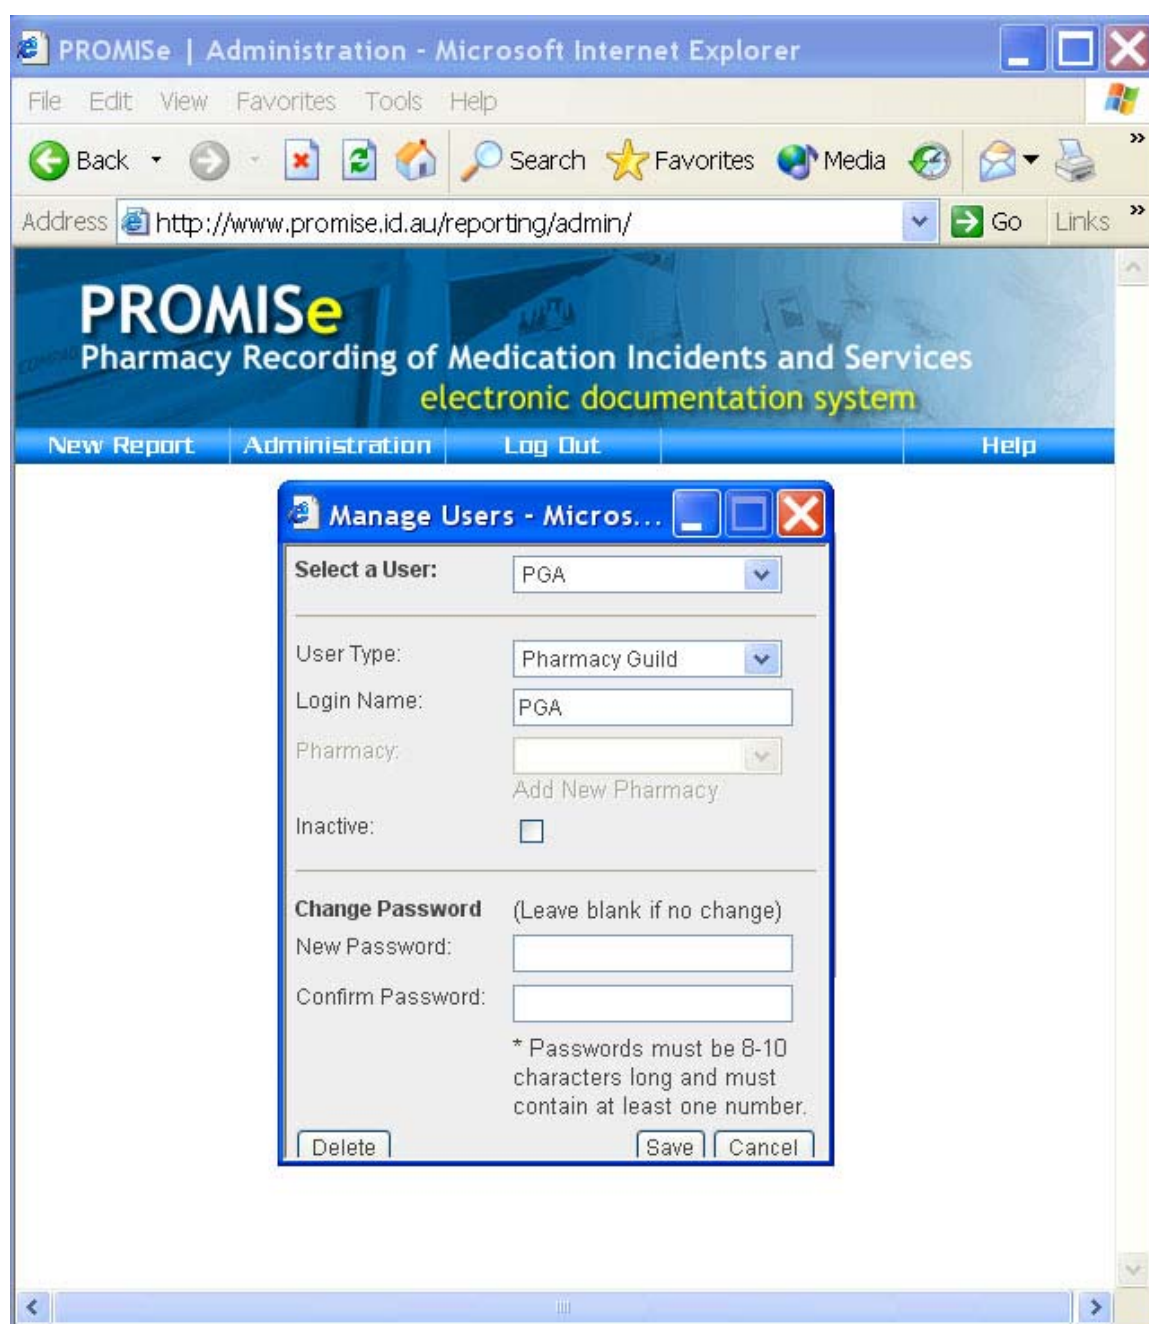 PROMISe | Administration - Microsoft Internet Explorer
File Edit View Favorites Tools Help
Back Search Favorites Media »
Address http://www.promise.id.au/reporting/admin/ Go Links »
PROMISe
Pharmacy Recording of Medication Incidents and Services
electronic documentation system
New Report Administration Log Out Help
Manage Users - Micros...
Select a User: PGA
User Type: Pharmacy Guild
Login Name: PGA
Pharmacy:
Add New Pharmacy
Inactive:
Change Password (Leave blank if no change)
New Password:
Confirm Password:
* Passwords must be 8-10
characters long and must
contain at least one number.
Delete Save Cancel